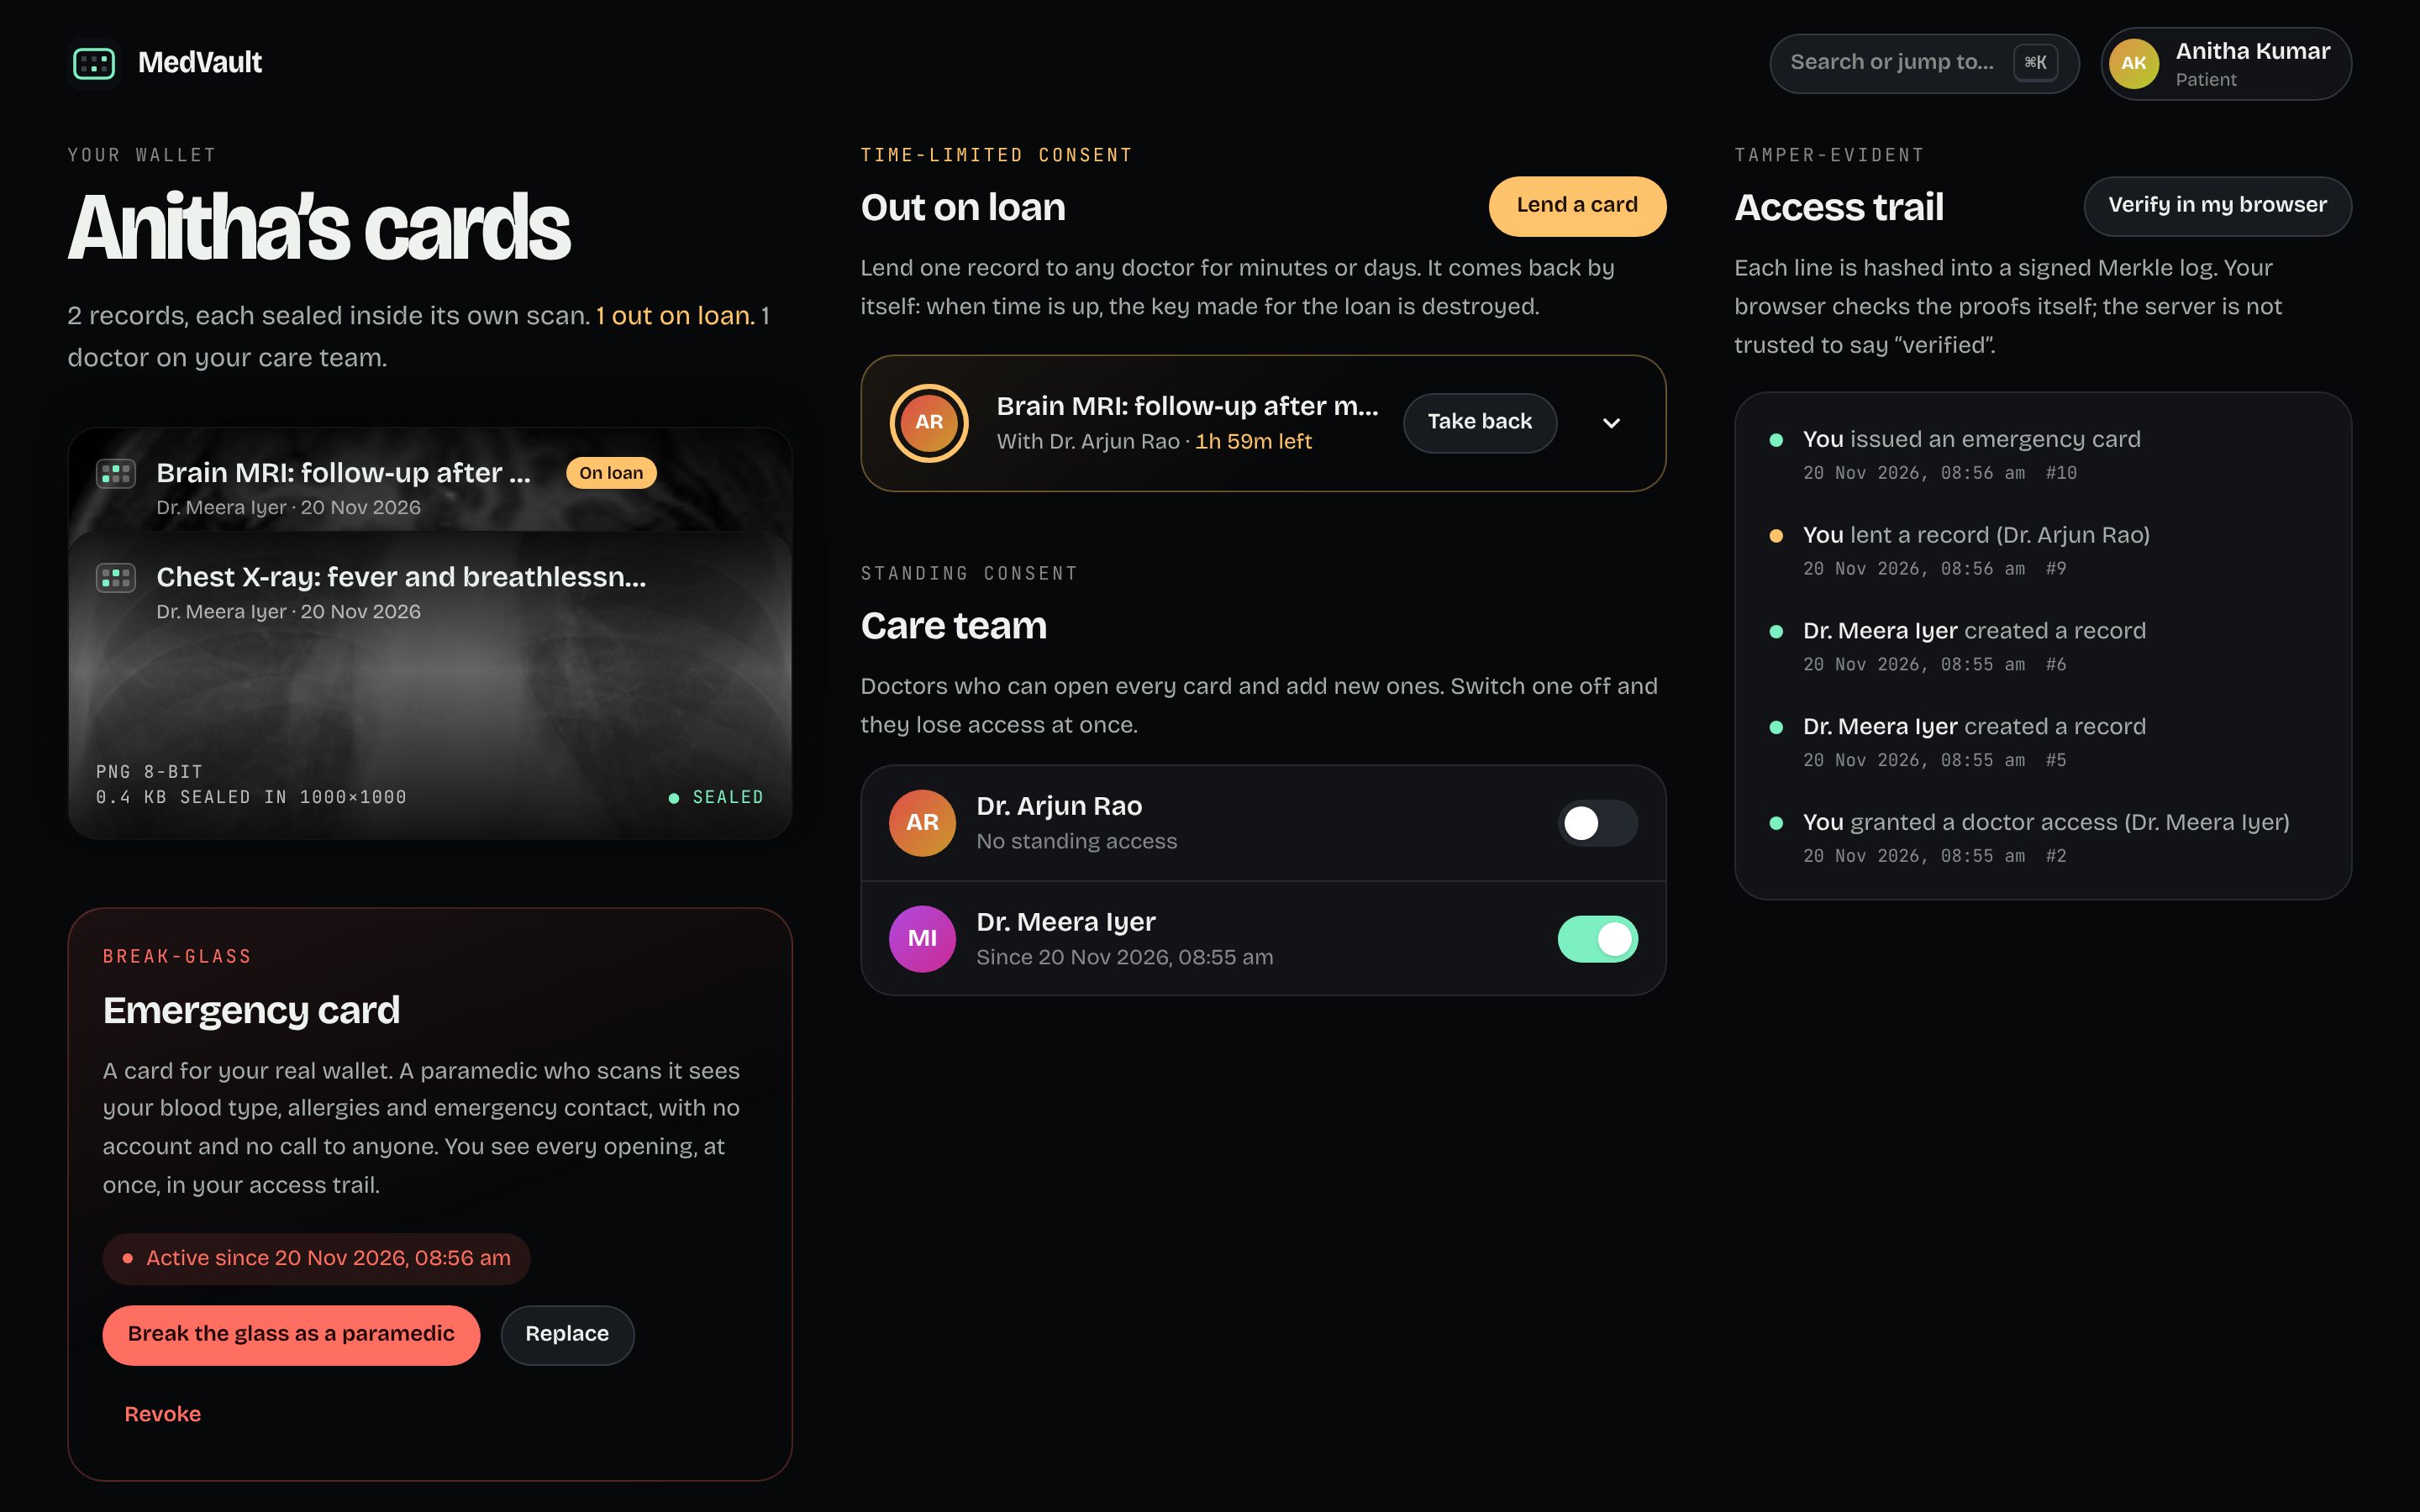 MedVault
Search or jump to... ⌘K
AK
Anitha Kumar
Patient
YOUR WALLET
Anitha’s cards
2 records, each sealed inside its own scan. 1 out on loan. 1
doctor on your care team.
Brain MRI: follow-up after ...
On loan
Dr. Meera Iyer · 20 Nov 2026
Chest X-ray: fever and breathlessn...
Dr. Meera Iyer · 20 Nov 2026
PNG 8-BIT
0.4 KB SEALED IN 1000×1000
SEALED
BREAK-GLASS
Emergency card
A card for your real wallet. A paramedic who scans it sees
your blood type, allergies and emergency contact, with no
account and no call to anyone. You see every opening, at
once, in your access trail.
Active since 20 Nov 2026, 08:56 am
Break the glass as a paramedic
Replace
Revoke
TIME-LIMITED CONSENT
Out on loan
Lend a card
Lend one record to any doctor for minutes or days. It comes back by
itself: when time is up, the key made for the loan is destroyed.
AR
Brain MRI: follow-up after m...
With Dr. Arjun Rao · 1h 59m left
Take back
STANDING CONSENT
Care team
Doctors who can open every card and add new ones. Switch one off and
they lose access at once.
AR
Dr. Arjun Rao
No standing access
MI
Dr. Meera Iyer
Since 20 Nov 2026, 08:55 am
TAMPER-EVIDENT
Access trail
Verify in my browser
Each line is hashed into a signed Merkle log. Your
browser checks the proofs itself; the server is not
trusted to say “verified”.
You issued an emergency card
20 Nov 2026, 08:56 am #10
You lent a record (Dr. Arjun Rao)
20 Nov 2026, 08:56 am #9
Dr. Meera Iyer created a record
20 Nov 2026, 08:55 am #6
Dr. Meera Iyer created a record
20 Nov 2026, 08:55 am #5
You granted a doctor access (Dr. Meera Iyer)
20 Nov 2026, 08:55 am #2